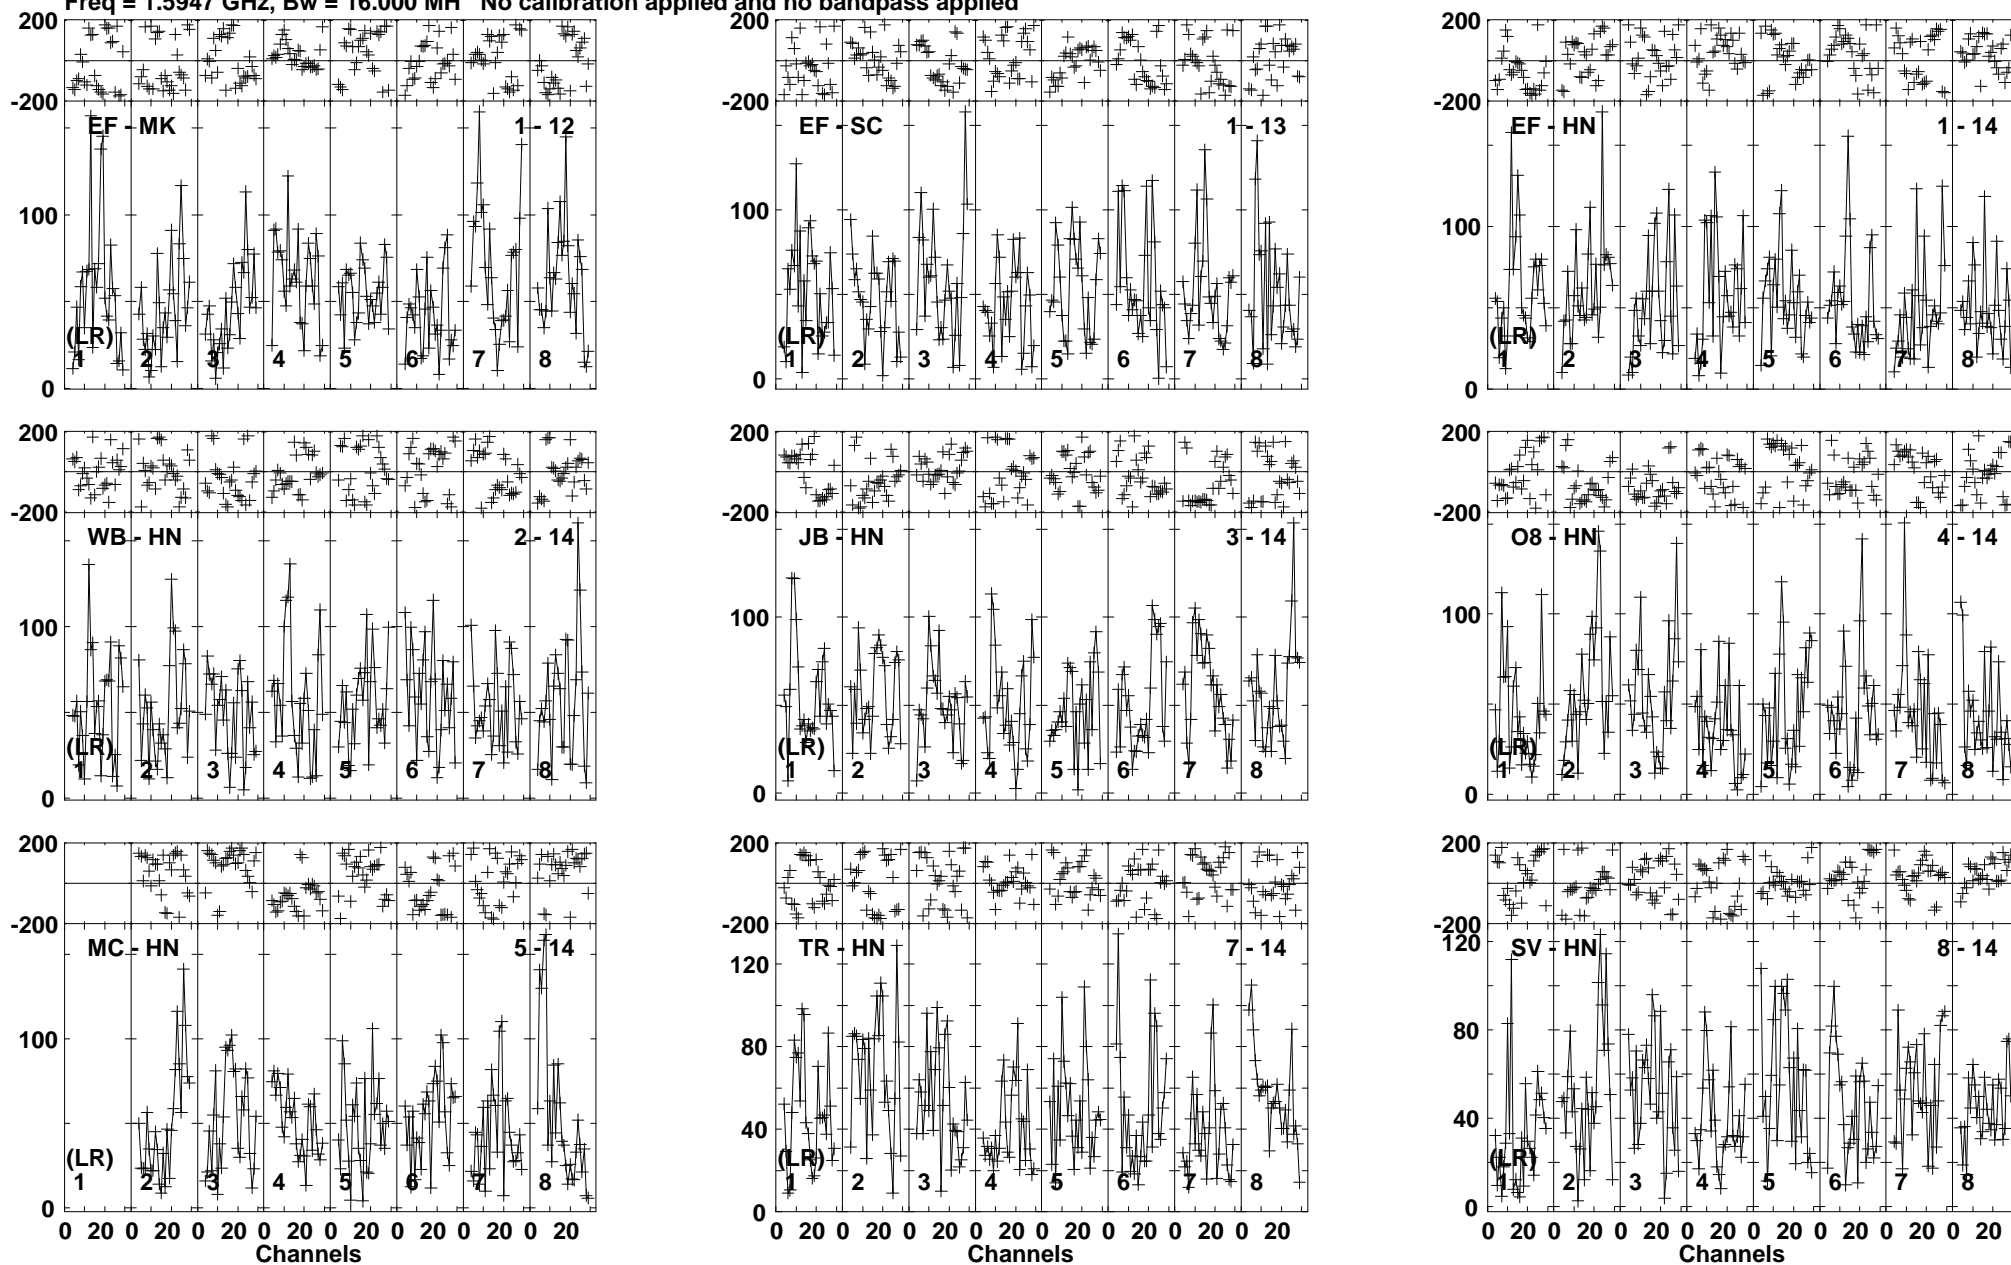 Freq = 1.5947 GHz, Bw = 16.000 MH No calibration applied and no bandpass applied
200 200 200
-200 -200 -200
EF - MK 1 - 12 EF - SC 1 - 13 EF - HN 1 - 14
100 100 100
(LR) (LR) (LR)
1 2 3 4 5 6 7 8 1 2 3 4 5 6 7 8 1 2 3 4 5 6 7 8
0 0 0
200 200 200
-200 -200 -200
WB - HN 2 - 14 JB - HN 3 - 14 O8 - HN 4 - 14
100 100 100
(LR) (LR) (LR)
1 2 3 4 5 6 7 8 1 2 3 4 5 6 7 8 1 2 3 4 5 6 7 8
0 0 0
200 200 200
-200 -200 -200
MC - HN 5 - 14 TR - HN 7 - 14 SV - HN 8 - 14
120 120
100 80 80
40 40
(LR) (LR) (LR)
1 2 3 4 5 6 7 8 1 2 3 4 5 6 7 8 1 2 3 4 5 6 7 8
0 0 0
0 20 0 20 0 20 0 20 0 20 0 20 0 20 0 20 0 20 0 20 0 20 0 20 0 20 0 20 0 20 0 20 0 20 0 20 0 20 0 20 0 20 0 20 0 20 0 20
Channels Channels Channels